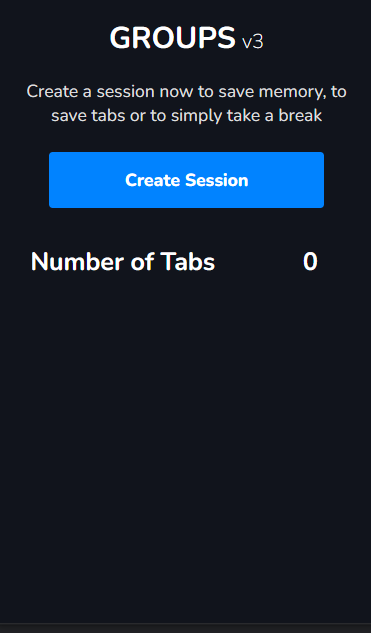 GROUPS v3
Create a session now to save memory, to
save tabs or to simply take a break
Create Session
Number of Tabs 0